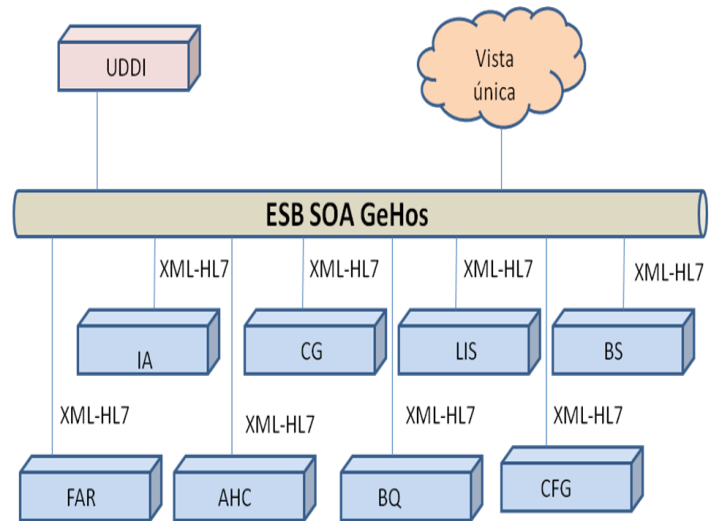 UDDI
Vista
única
ESB SOA GeHos
XML-HL7
XML-HL7
XML-HL7
XML-HL7
IA
CG
LIS
BS
XML-HL7
XML-HL7
XML-HL7
XML-HL7
FAR
AHC
BQ
CFG